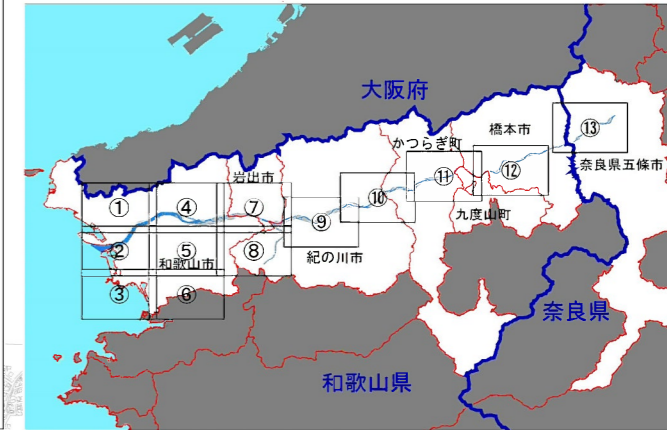 大阪府
橋本市
⑬
かつらぎ町
奈良県五條市
岩出市
⑪
⑫
⑩
①
④
⑦
⑨
九度山町
②
⑤
⑧
紀の川市
和歌山市
③
⑥
奈良県
和歌山県